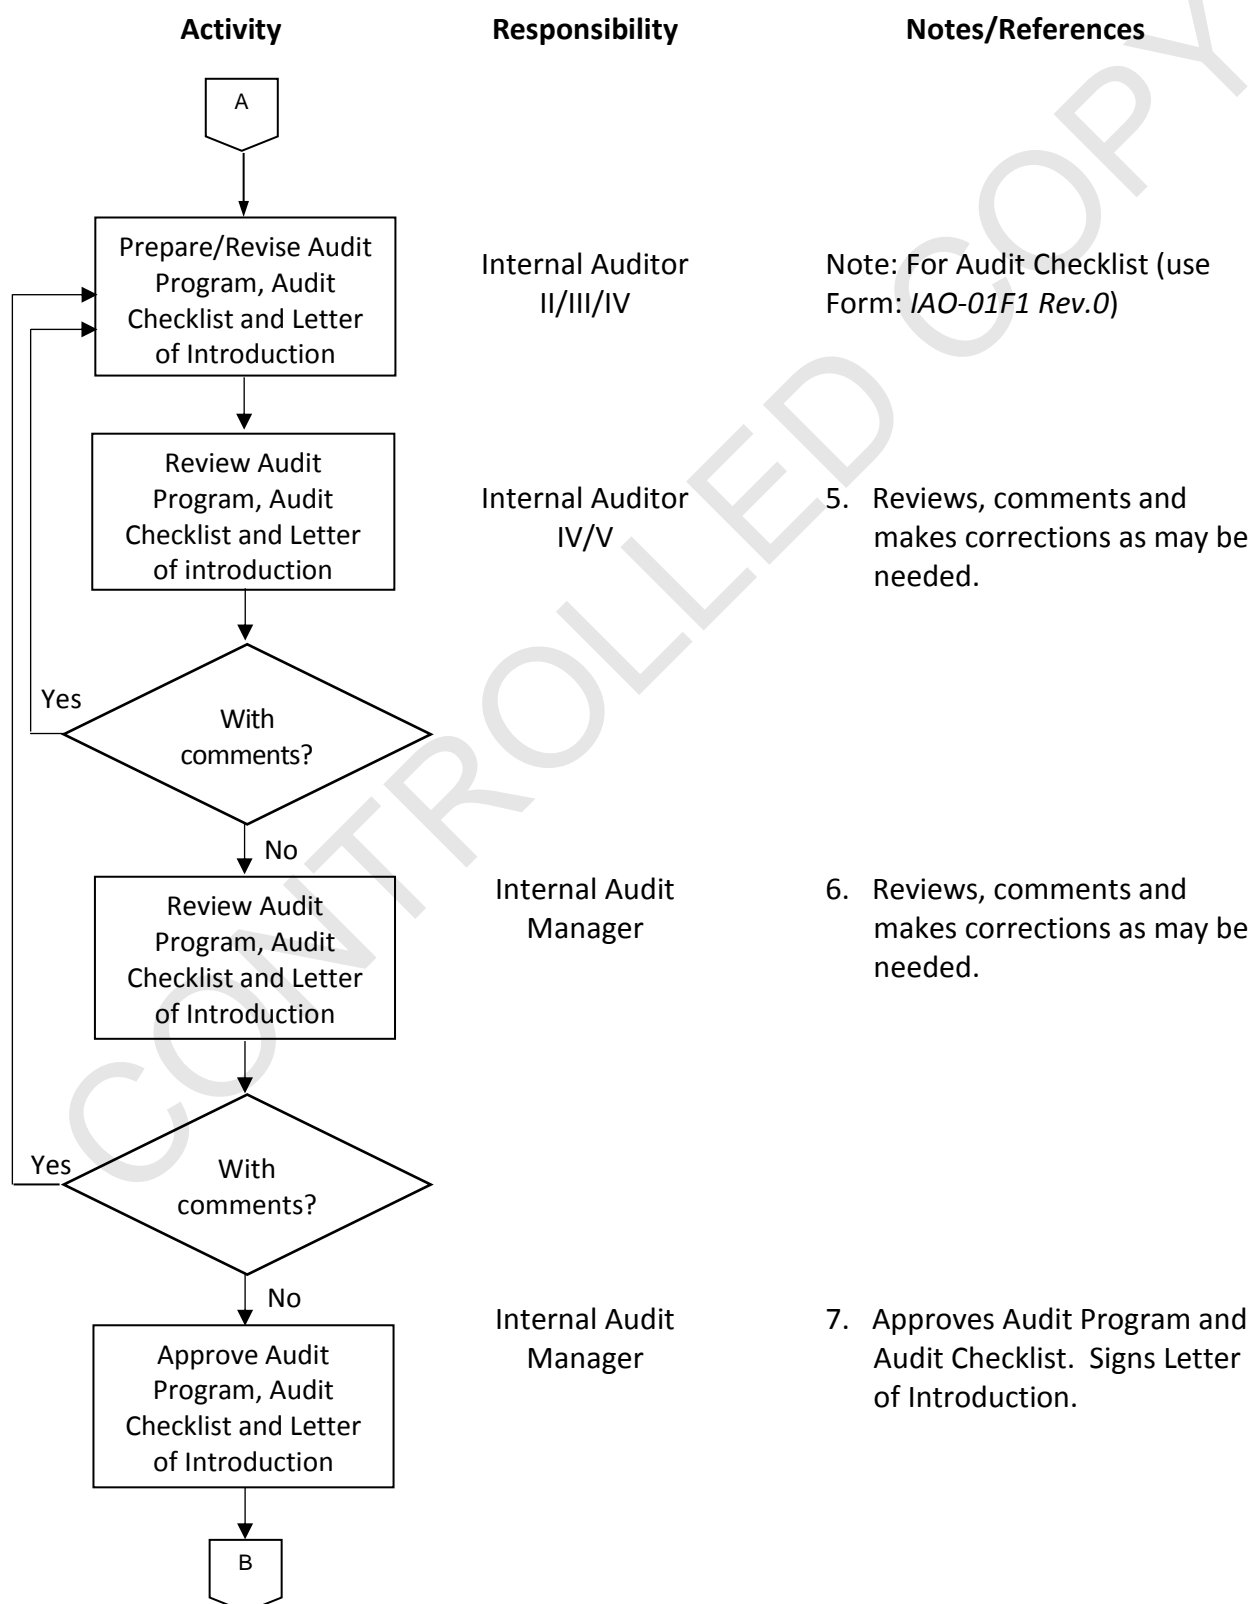 Activity
Responsibility
Notes/References
A
Prepare/Revise Audit
Program, Audit
Checklist and Letter
of Introduction
Internal Auditor
II/III/IV
Note: For Audit Checklist (use
Form: IAO-01F1 Rev.0)
Review Audit
Program, Audit
Checklist and Letter
of introduction
Internal Auditor
IV/V
5. Reviews, comments and
makes corrections as may be
needed.
Yes
With
comments?
No
Review Audit
Program, Audit
Checklist and Letter
of Introduction
Internal Audit
Manager
6. Reviews, comments and
makes corrections as may be
needed.
Yes
With
comments?
No
Approve Audit
Program, Audit
Checklist and Letter
of Introduction
Internal Audit
Manager
7. Approves Audit Program and
Audit Checklist. Signs Letter
of Introduction.
B
CONTROLLED COPY